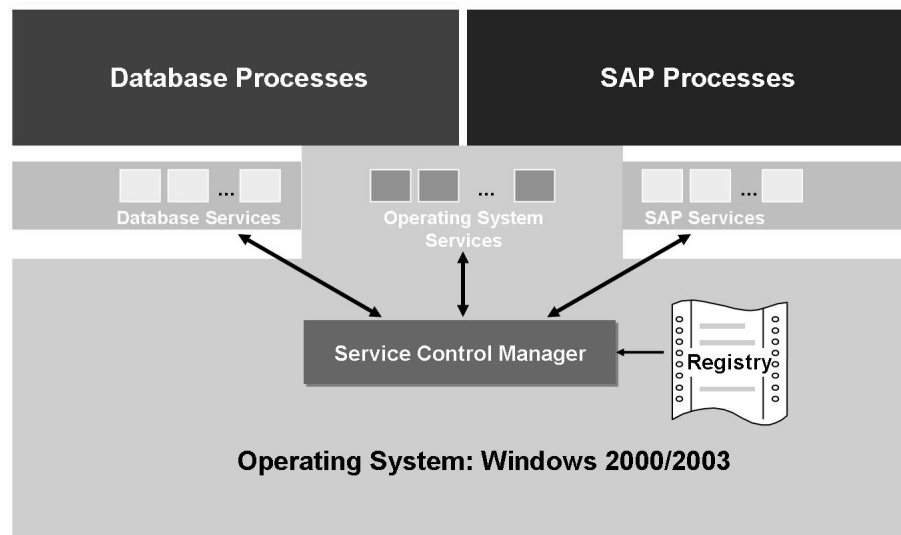 Database Processes
SAP Processes
...
...
...
Database Services
Operating System
Services
SAP Services
Service Control Manager
Registry
Operating System: Windows 2000/2003